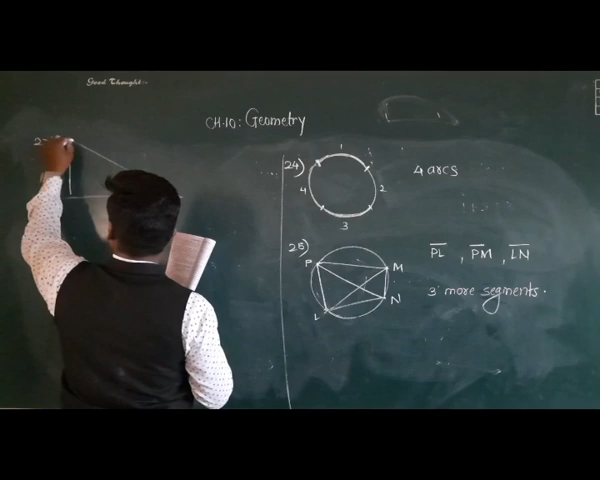 Good Thought:-
CH-10: Geometry
24)
1
2
3
4
4 arcs
25)
P
M
N
L
PL, PM, LN
3 more segments.